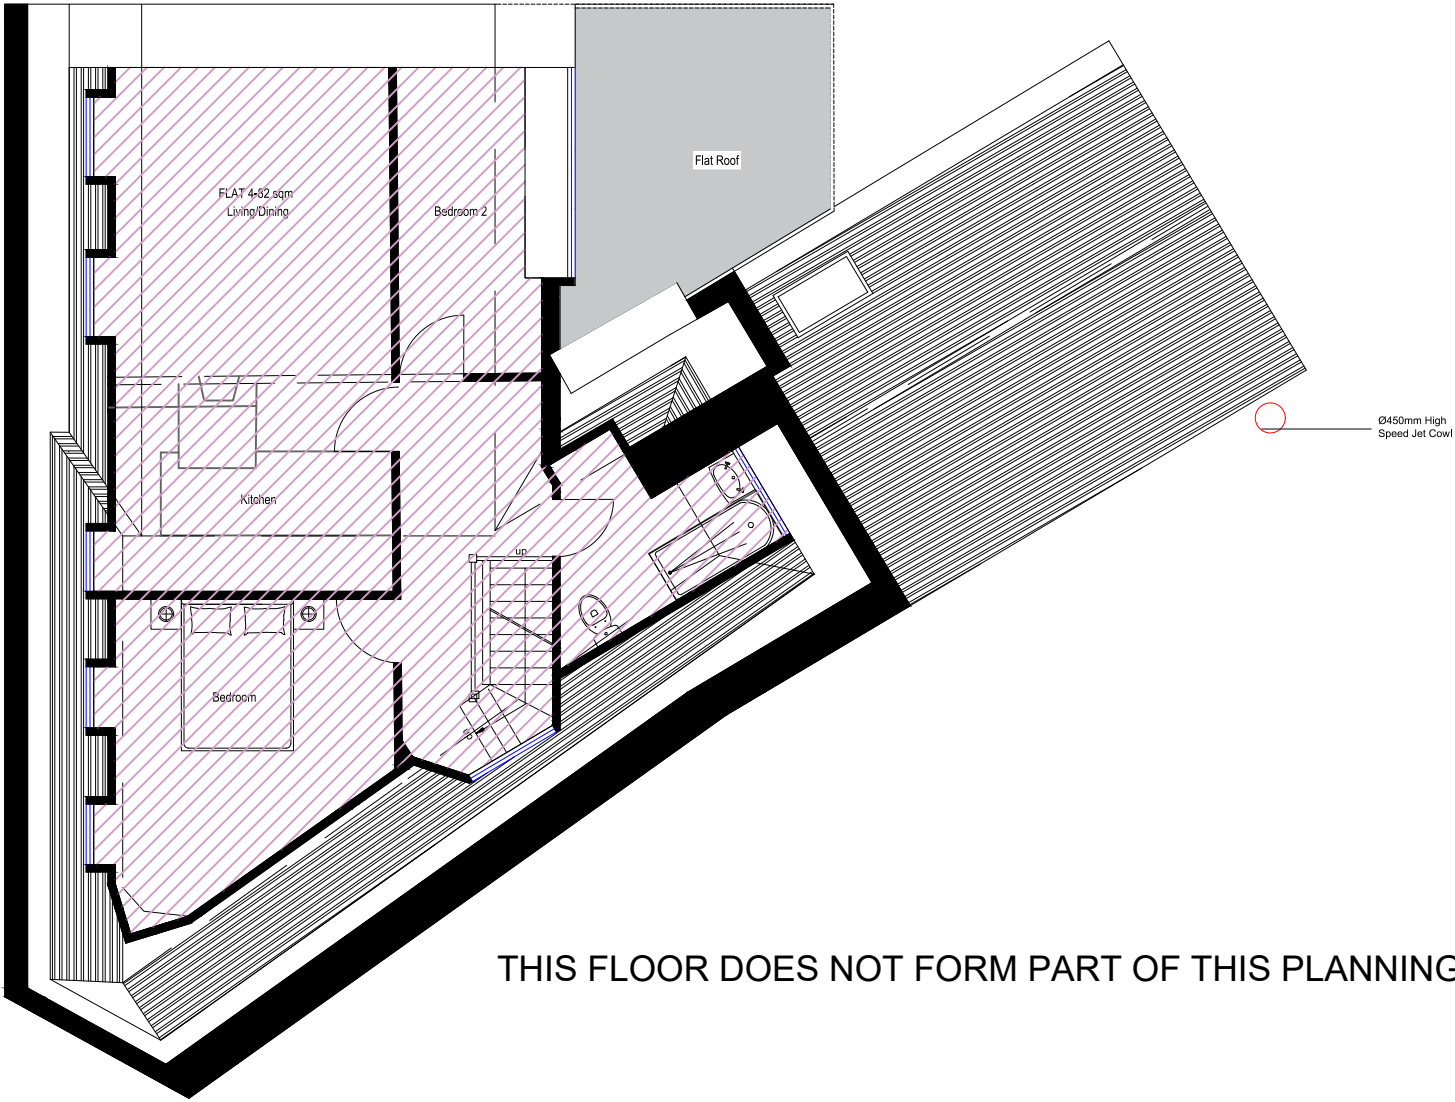 Flat Roof
FLAT 4-82 sqm
Living/Dining
Bedroom 2
Ø450mm High
Speed Jet Cowl
Kitchen
up
Bedroom
THIS FLOOR DOES NOT FORM PART OF THIS PLANNING